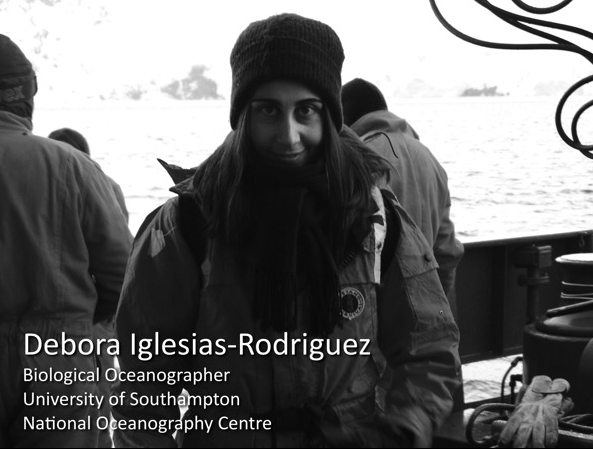 Debora Iglesias-Rodriguez
Biological Oceanographer
University of Southampton
National Oceanography Centre